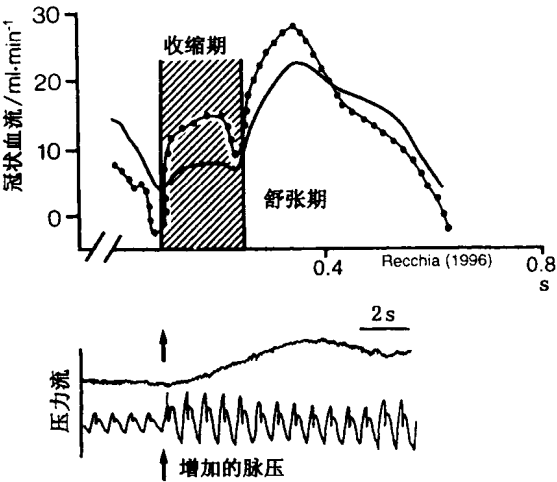 冠状血流/ml·min⁻¹
30
20
10
0
收缩期
舒张期
0.4
Recchia (1996)
0.8
s
2 s
压力流
增加的脉压